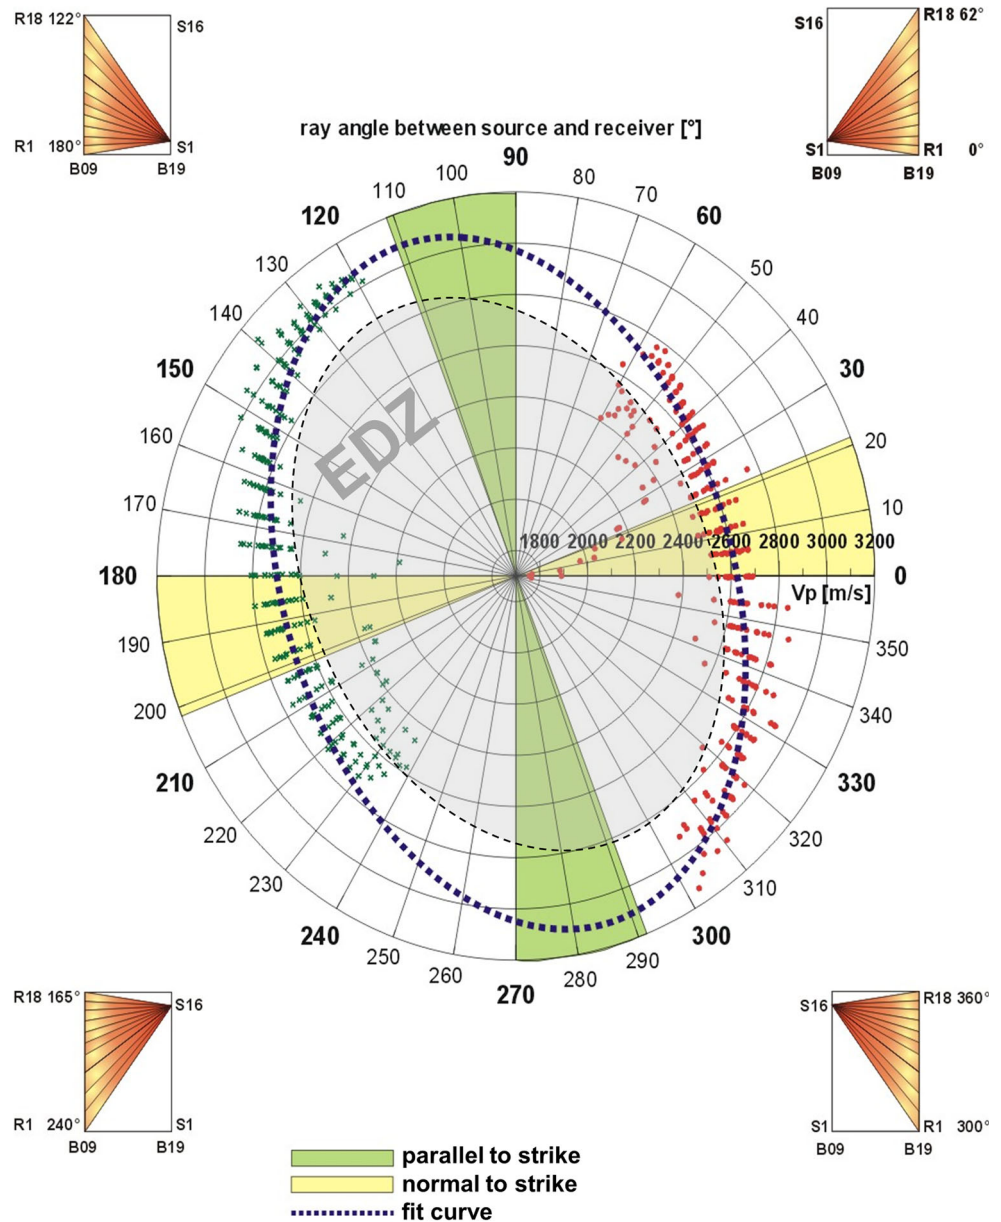 R18 122°
S16
R1 180°
S1
B09 B19
S16
R18 62°
S1
R1 0°
B09 B19
ray angle between source and receiver [°]
90
100
80
110
70
120
60
130
50
140
40
150
30
160
20
170
10
180
0
190
350
200
340
210
330
220
320
230
310
240
300
250
290
260
280
270
EDZ
1800 2000 2200 2400 2600 2800 3000 3200
Vp [m/s]
R18 165°
S16
R1 240°
S1
B09 B19
S16
R18 360°
S1
R1 300°
B09 B19
parallel to strike
normal to strike
fit curve